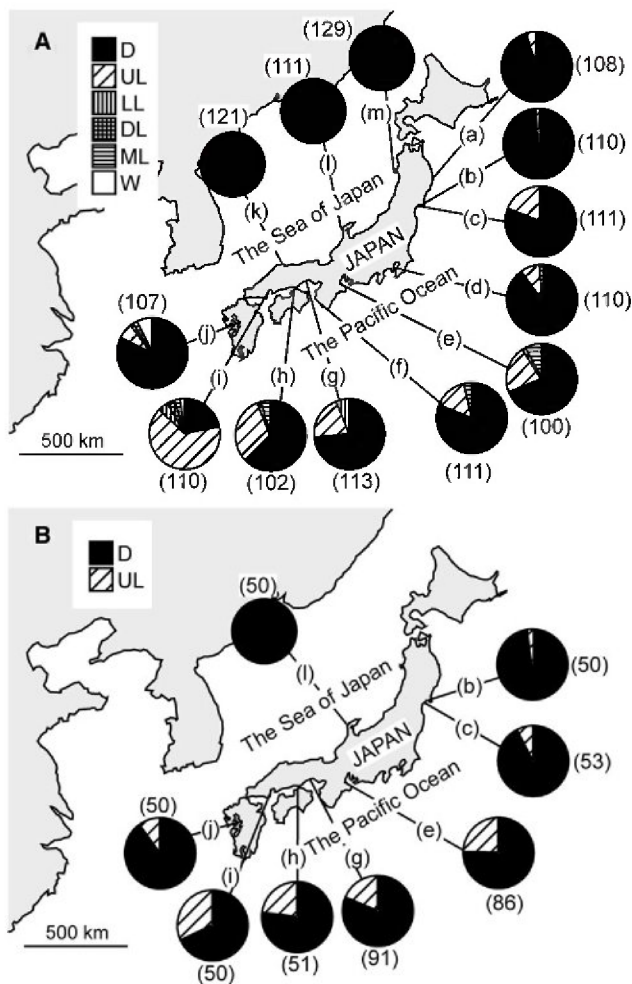 A
D
UL
LL
DL
ML
W
(129)
(111)
(121)
(108)
(110)
(111)
(110)
(100)
(111)
(113)
(102)
(110)
(107)
(a)
(b)
(c)
(d)
(e)
(f)
(g)
(h)
(i)
(j)
(k)
(l)
(m)
The Sea of Japan
JAPAN
The Pacific Ocean
500 km
B
D
UL
(50)
(50)
(53)
(86)
(91)
(51)
(50)
(50)
(l)
(b)
(c)
(e)
(g)
(h)
(i)
(j)
The Sea of Japan
JAPAN
The Pacific Ocean
500 km